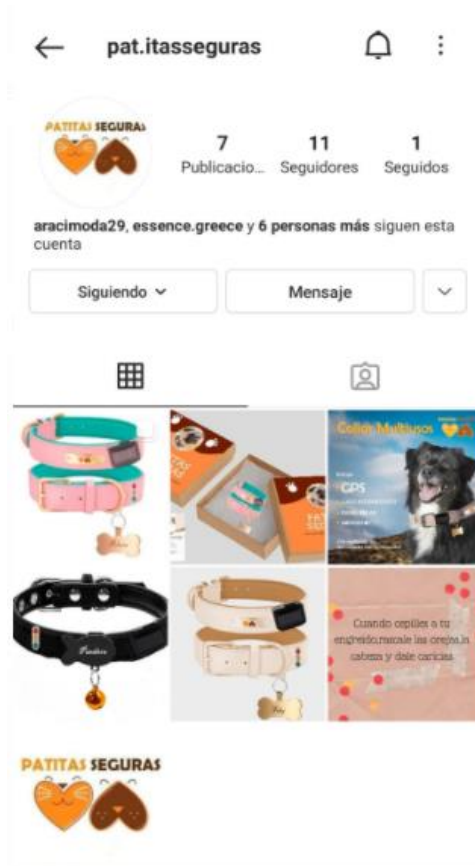 pat.itasseguras
PATITAS SEGURAS
7
Publicacio...
11
Seguidores
1
Seguidos
aracimoda29, essence.greece y 6 personas más siguen esta
cuenta
Siguiendo
Mensaje
Collar Multiusos
GPS
Cuando cepilles a tu
engreido,rascale las orejas,la
cabeza y dale caricias.
PATITAS SEGURAS